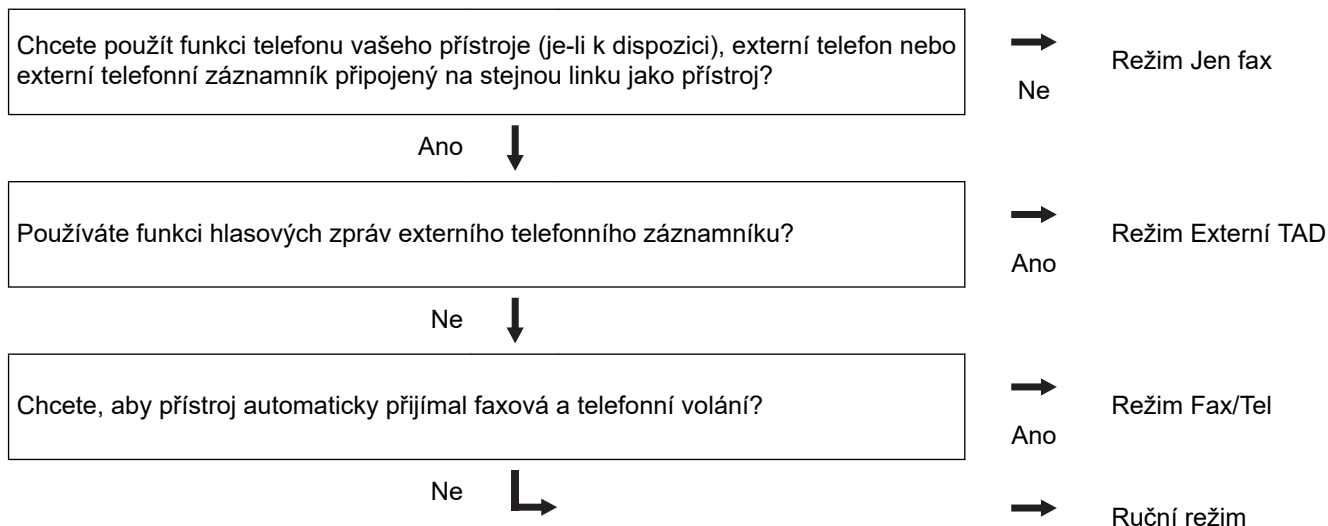 Chcete použít funkci telefonu vašeho přístroje (je-li k dispozici), externí telefon nebo
externí telefonní záznamník připojený na stejnou linku jako přístroj?
Režim Jen fax
Ne
Ano
Používáte funkci hlasových zpráv externího telefonního záznamníku?
Režim Externí TAD
Ano
Ne
Chcete, aby přístroj automaticky přijímal faxová a telefonní volání?
Režim Fax/Tel
Ano
Ne
Ruční režim